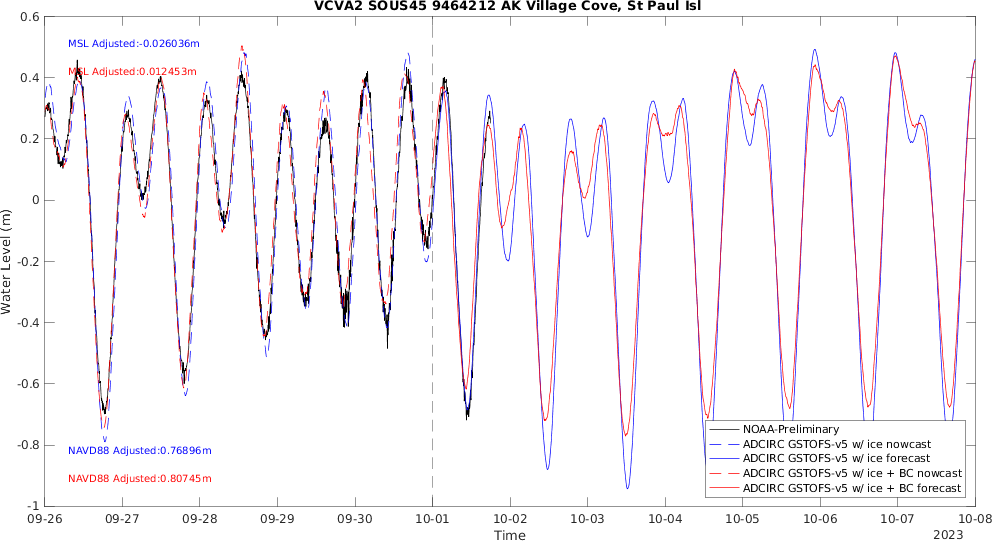 VCVA2 SOUS45 9464212 AK Village Cove, St Paul Isl
0.6
0.4
0.2
0
-0.2
-0.4
-0.6
-0.8
-1
Water Level (m)
MSL Adjusted:-0.026036m
MSL Adjusted:0.012453m
NAVD88 Adjusted:0.76896m
NAVD88 Adjusted:0.80745m
NOAA-Preliminary
ADCIRC GSTOFS-v5 w/ ice nowcast
ADCIRC GSTOFS-v5 w/ ice forecast
ADCIRC GSTOFS-v5 w/ ice + BC nowcast
ADCIRC GSTOFS-v5 w/ ice + BC forecast
09-26 09-27 09-28 09-29 09-30 10-01 10-02 10-03 10-04 10-05 10-06 10-07 10-08
Time
2023